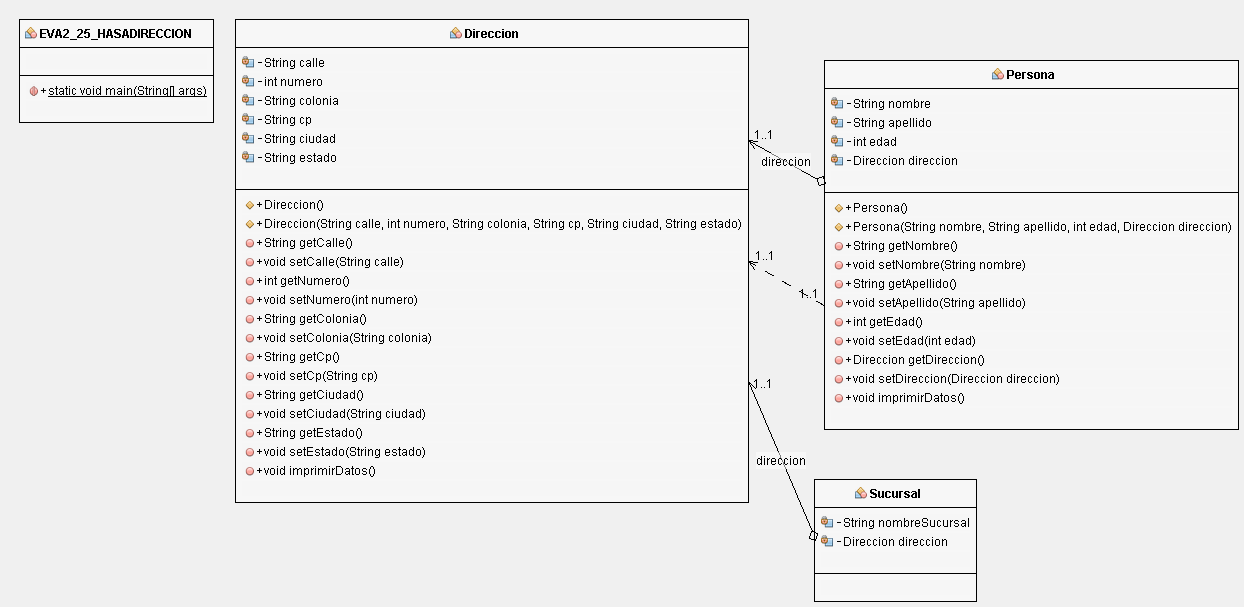 EVA2_25_HASADIRECCION
+static void main(String[] args)
Direccion
-String calle
-int numero
-String colonia
-String cp
-String ciudad
-String estado
+Direccion()
+Direccion(String calle, int numero, String colonia, String cp, String ciudad, String estado)
+String getCalle()
+void setCalle(String calle)
+int getNumero()
+void setNumero(int numero)
+String getColonia()
+void setColonia(String colonia)
+String getCp()
+void setCp(String cp)
+String getCiudad()
+void setCiudad(String ciudad)
+String getEstado()
+void setEstado(String estado)
+void imprimirDatos()
1..1
direccion
1..1
1..1
1..1
direccion
Persona
-String nombre
-String apellido
-int edad
-Direccion direccion
+Persona()
+Persona(String nombre, String apellido, int edad, Direccion direccion)
+String getNombre()
+void setNombre(String nombre)
+String getApellido()
+void setApellido(String apellido)
+int getEdad()
+void setEdad(int edad)
+Direccion getDireccion()
+void setDireccion(Direccion direccion)
+void imprimirDatos()
Sucursal
-String nombreSucursal
-Direccion direccion